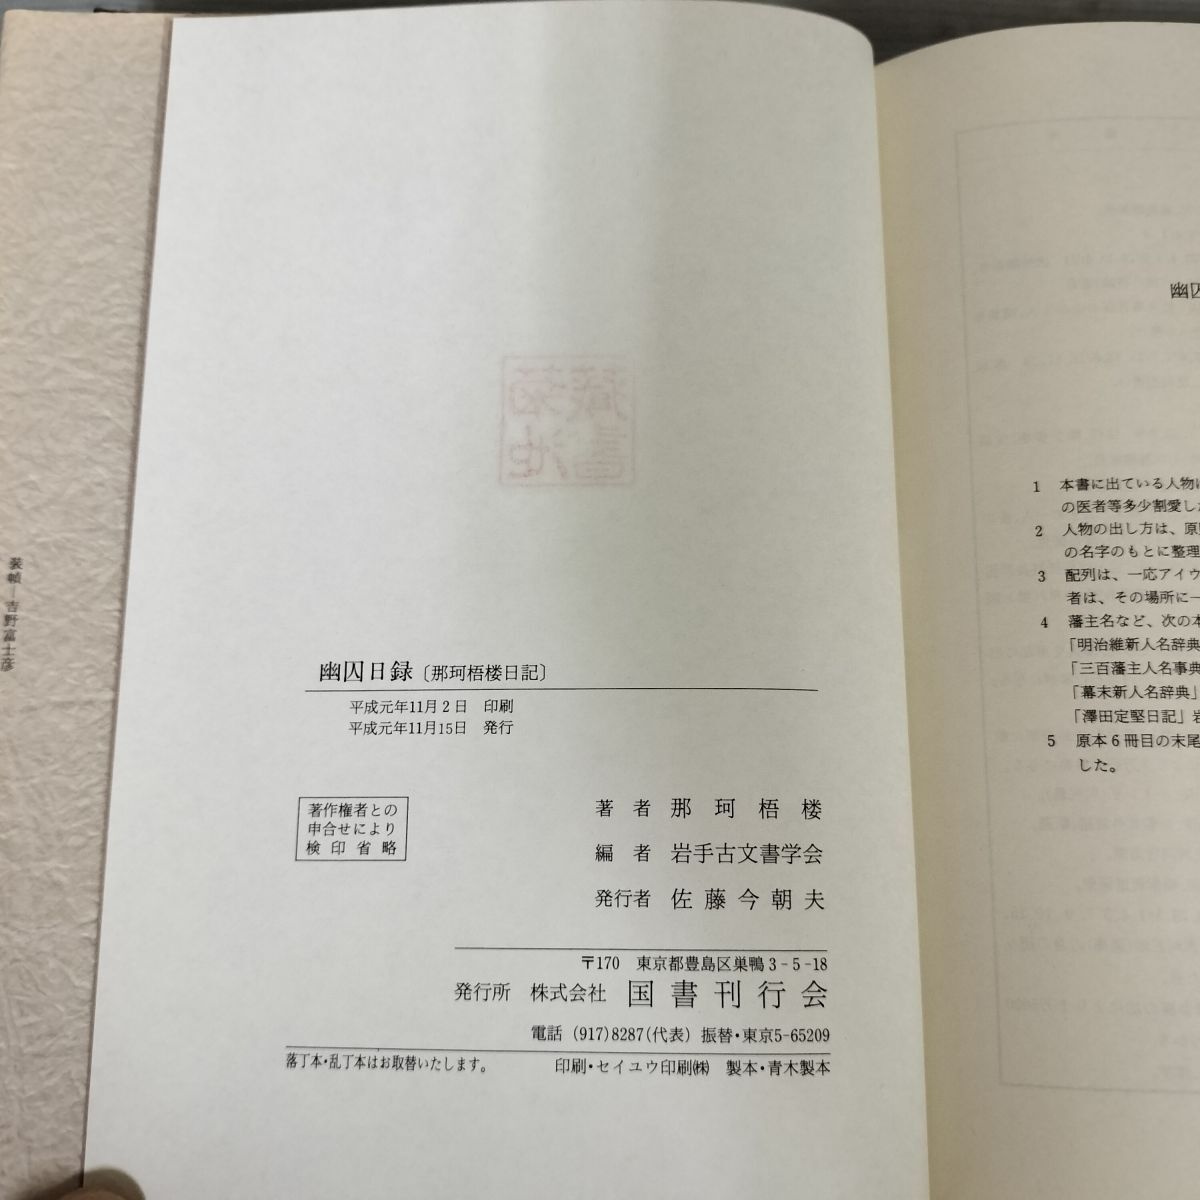 装幀—吉野富士彦
幽囚日録〔那珂梧楼日記〕
平成元年11月2日　印刷
平成元年11月15日　発行
著作権者との
申合せにより
検印省略
著　者　那珂梧楼
編　者　岩手古文書学会
発行者　佐藤今朝夫
〒170　東京都豊島区巣鴨3-5-18
発行所　株式会社　国書刊行会
電話（917)8287(代表）振替・東京5-65209
落丁本・乱丁本はお取替いたします。
印刷・セイユウ印刷㈱　製本・青木製本
幽囚
1　本書に出ている人物に
の医者等多少割愛した
2　人物の出し方は、原則
の名字のもとに整理
3　配列は、一応アイウ
者は、その場所に一
4　藩主名など、次の本
「明治維新人名辞典
「三百藩主人名事典
「幕末新人名辞典」
「澤田定堅日記」岩
5　原本6冊目の末尾
した。